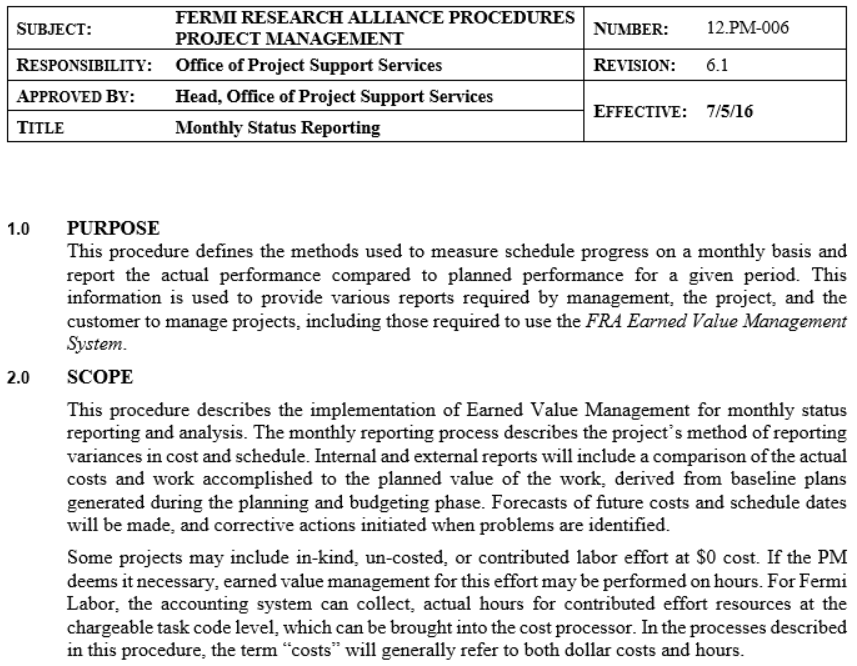 SUBJECT: FERMI RESEARCH ALLIANCE PROCEDURES
PROJECT MANAGEMENT
NUMBER: 12.PM-006
RESPONSIBILITY: Office of Project Support Services
REVISION: 6.1
APPROVED BY: Head, Office of Project Support Services
EFFECTIVE: 7/5/16
TITLE Monthly Status Reporting
1.0 PURPOSE
This procedure defines the methods used to measure schedule progress on a monthly basis and
report the actual performance compared to planned performance for a given period. This
information is used to provide various reports required by management, the project, and the
customer to manage projects, including those required to use the FRA Earned Value Management
System.
2.0 SCOPE
This procedure describes the implementation of Earned Value Management for monthly status
reporting and analysis. The monthly reporting process describes the project's method of reporting
variances in cost and schedule. Internal and external reports will include a comparison of the actual
costs and work accomplished to the planned value of the work, derived from baseline plans
generated during the planning and budgeting phase. Forecasts of future costs and schedule dates
will be made, and corrective actions initiated when problems are identified.
Some projects may include in-kind, un-costed, or contributed labor effort at $0 cost. If the PM
deems it necessary, earned value management for this effort may be performed on hours. For Fermi
Labor, the accounting system can collect, actual hours for contributed effort resources at the
chargeable task code level, which can be brought into the cost processor. In the processes described
in this procedure, the term “costs” will generally refer to both dollar costs and hours.